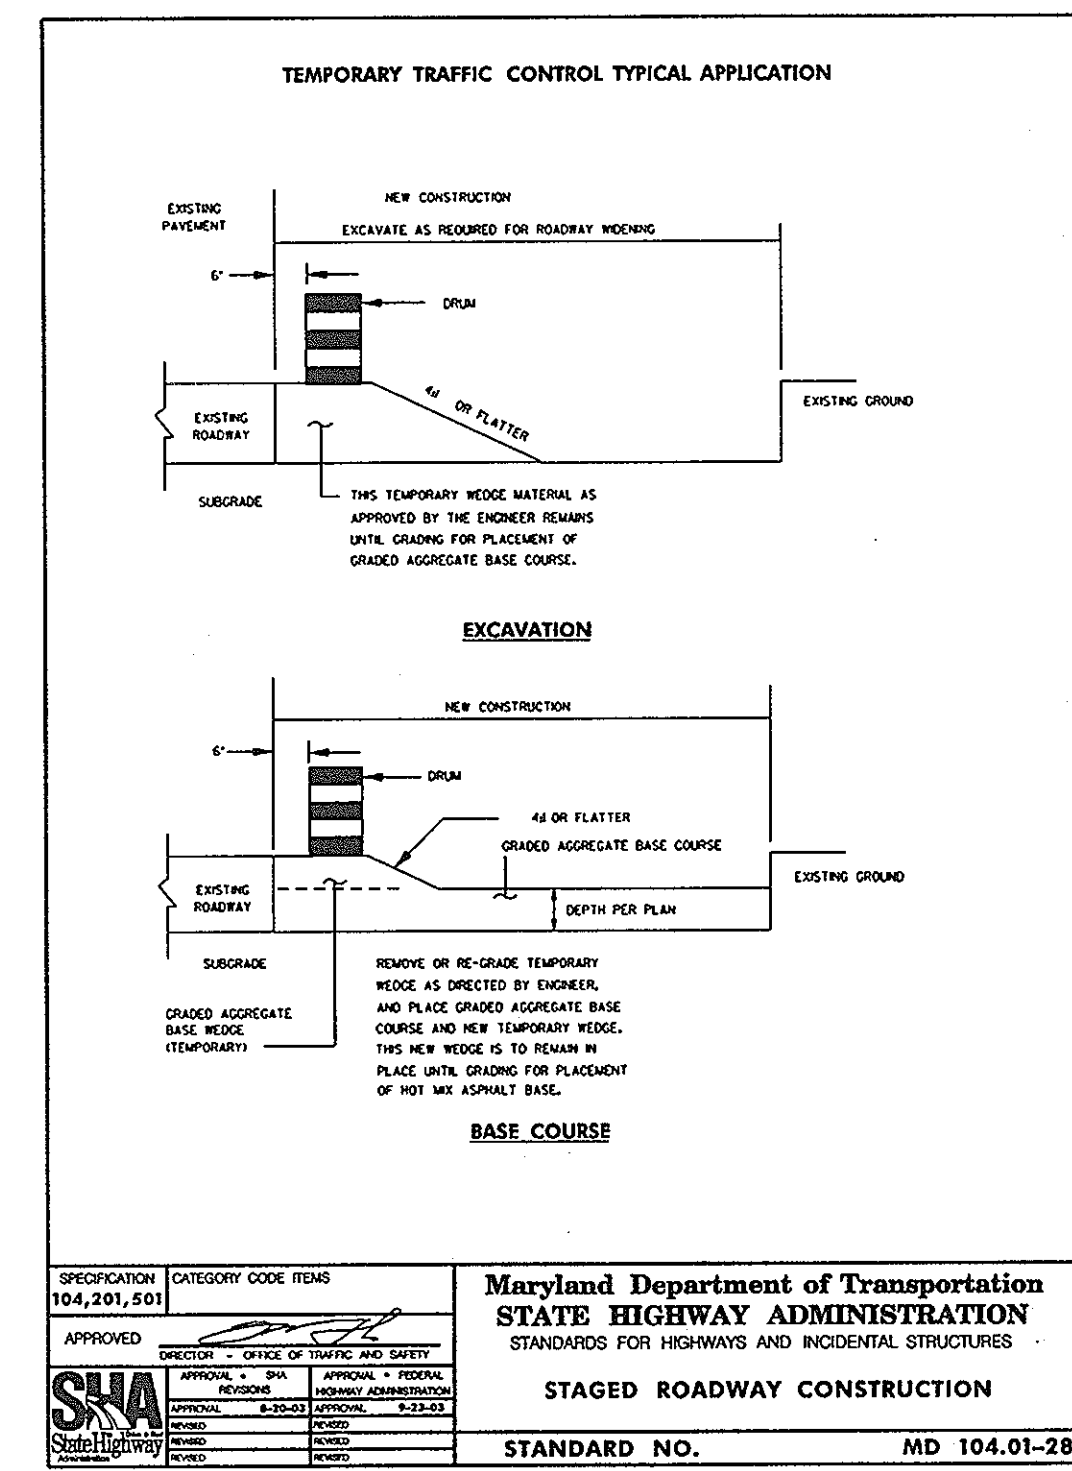 TEMPORARY TRAFFIC CONTROL TYPICAL APPLICATION
EXISTING
PAVEMENT
NEW CONSTRUCTION
EXCAVATE AS REQUIRED FOR ROADWAY WIDENING
6"
DRUM
4:1 OR FLATTER
EXISTING GROUND
EXISTING
ROADWAY
SUBGRADE
THIS TEMPORARY WEDGE MATERIAL AS
APPROVED BY THE ENGINEER REMAINS
UNTIL GRADING FOR PLACEMENT OF
GRADED AGGREGATE BASE COURSE.
EXCAVATION
NEW CONSTRUCTION
6"
DRUM
4:1 OR FLATTER
GRADED AGGREGATE BASE COURSE
EXISTING GROUND
EXISTING
ROADWAY
DEPTH PER PLAN
SUBGRADE
GRADED AGGREGATE
BASE WEDGE
(TEMPORARY)
REMOVE OR RE-GRADE TEMPORARY
WEDGE AS DIRECTED BY ENGINEER,
AND PLACE GRADED AGGREGATE BASE
COURSE AND NEW TEMPORARY WEDGE.
THIS NEW WEDGE IS TO REMAIN IN
PLACE UNTIL GRADING FOR PLACEMENT
OF HOT MIX ASPHALT BASE.
BASE COURSE
SPECIFICATION
104,201,501
CATEGORY CODE ITEMS
APPROVED
DIRECTOR - OFFICE OF TRAFFIC AND SAFETY
SHA
StateHighway
Administration
APPROVAL • SHA
REVISIONS
APPROVAL • FEDERAL
HIGHWAY ADMINISTRATION
APPROVAL 8-20-03
APPROVAL 9-23-03
REVISED
REVISED
REVISED
REVISED
REVISED
REVISED
Maryland Department of Transportation
STATE HIGHWAY ADMINISTRATION
STANDARDS FOR HIGHWAYS AND INCIDENTAL STRUCTURES
STAGED ROADWAY CONSTRUCTION
STANDARD NO. MD 104.01-28